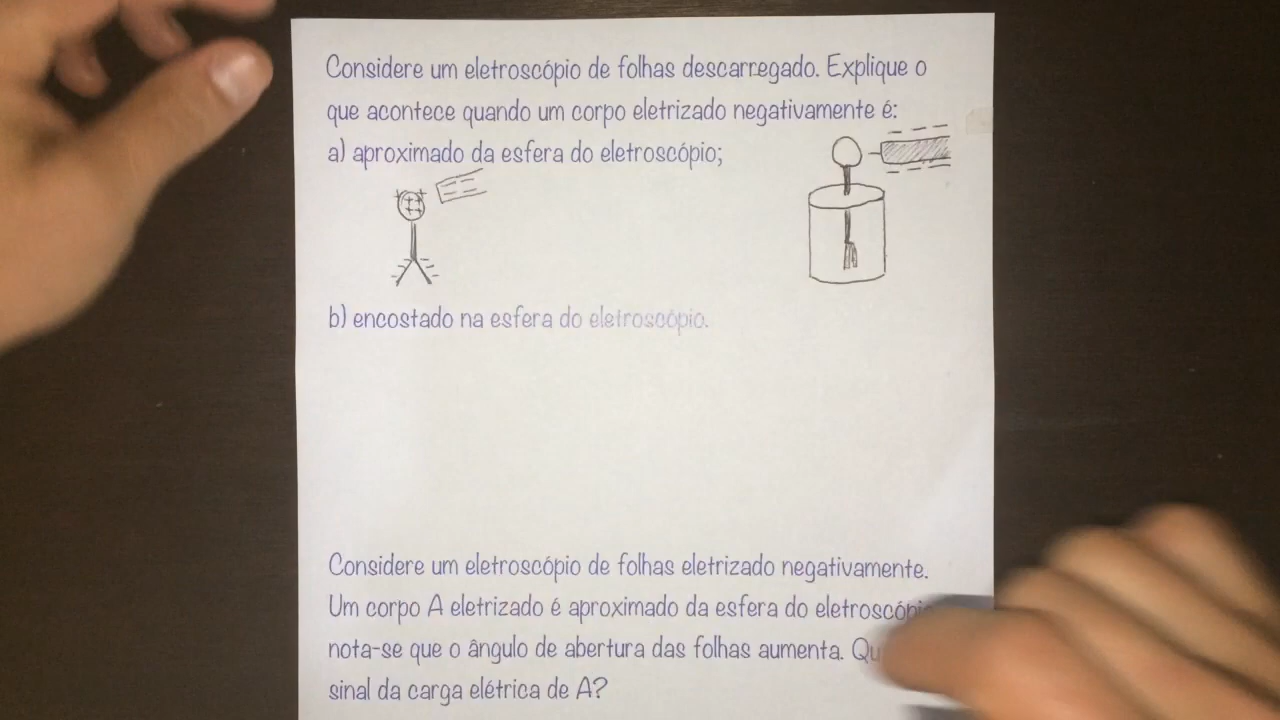 Considere um eletroscópio de folhas descarregado. Explique o
que acontece quando um corpo eletrizado negativamente é:
a) aproximado da esfera do eletroscópio;
b) encostado na esfera do eletroscópio.
Considere um eletroscópio de folhas eletrizado negativamente.
Um corpo A eletrizado é aproximado da esfera do eletroscópio
nota-se que o ângulo de abertura das folhas aumenta.
sinal da carga elétrica de A?